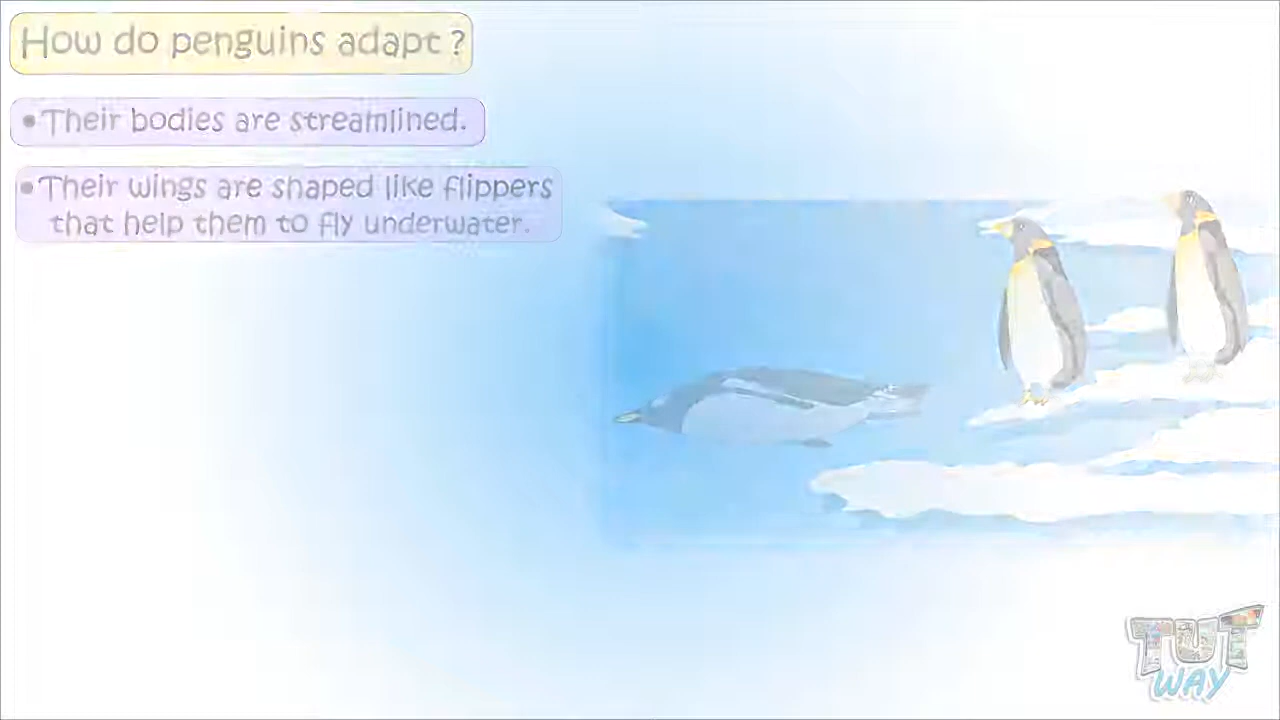 How do penguins adapt ?
•Their bodies are streamlined.
•Their wings are shaped like flippers
that help them to fly underwater.
TUT
WAY